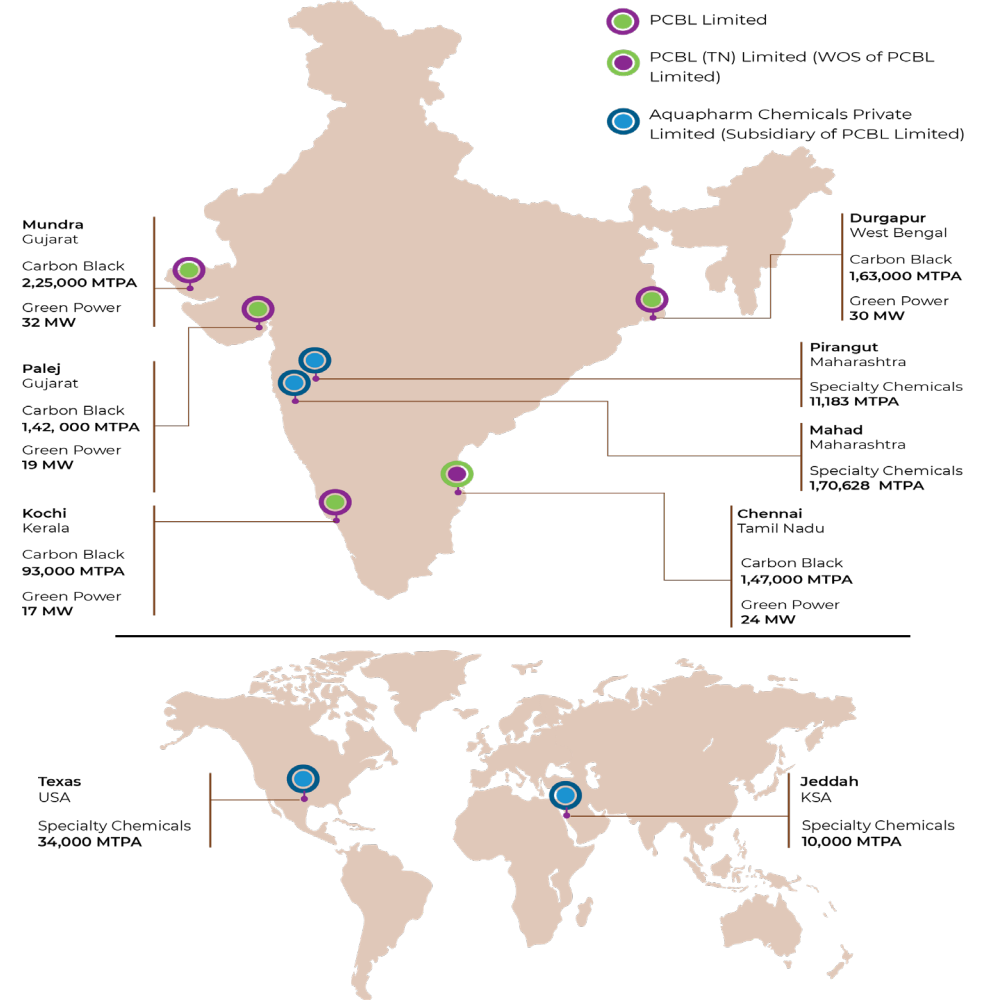 PCBL Limited
PCBL (TN) Limited (WOS of PCBL
Limited)
Aquapharm Chemicals Private
Limited (Subsidiary of PCBL Limited)
Mundra
Gujarat
Carbon Black
2,25,000 MTPA
Green Power
32 MW
Palej
Gujarat
Carbon Black
1,42, 000 MTPA
Green Power
19 MW
Kochi
Kerala
Carbon Black
93,000 MTPA
Green Power
17 MW
Durgapur
West Bengal
Carbon Black
1,63,000 MTPA
Green Power
30 MW
Pirangut
Maharashtra
Specialty Chemicals
11,183 MTPA
Mahad
Maharashtra
Specialty Chemicals
1,70,628 MTPA
Chennai
Tamil Nadu
Carbon Black
1,47,000 MTPA
Green Power
24 MW
Texas
USA
Specialty Chemicals
34,000 MTPA
Jeddah
KSA
Specialty Chemicals
10,000 MTPA